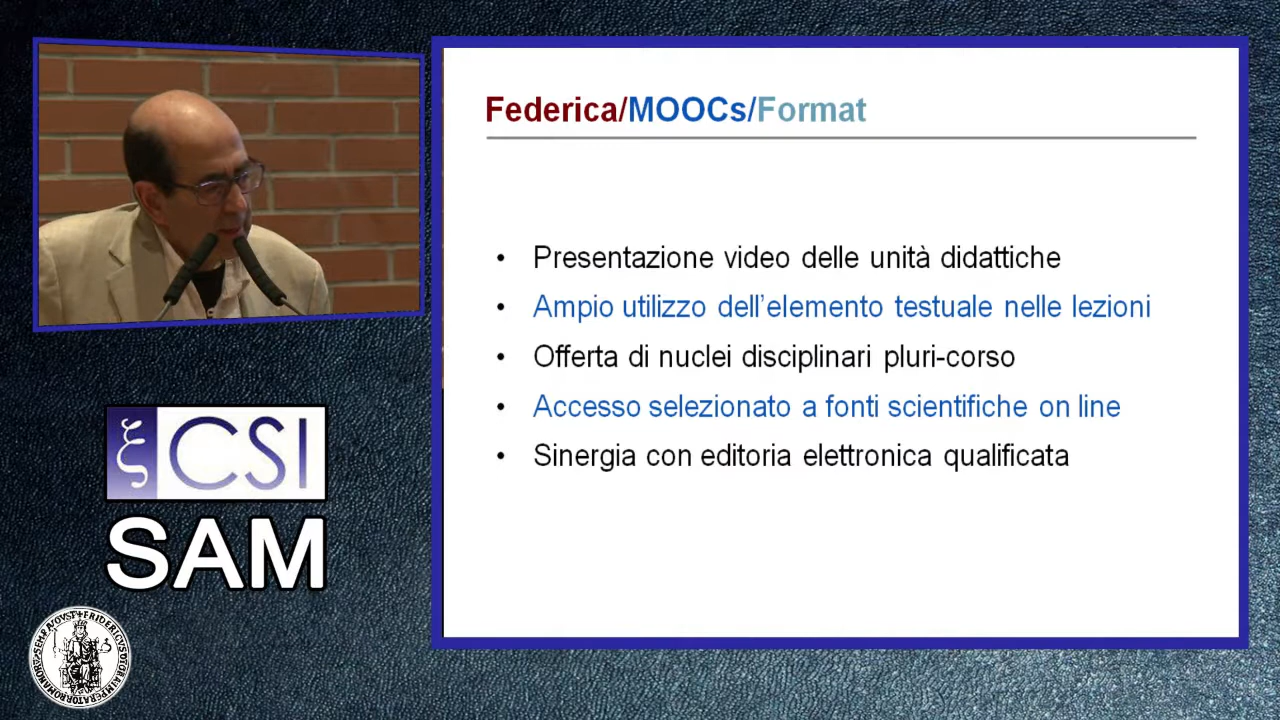 Federica/MOOCs/Format
• Presentazione video delle unità didattiche
• Ampio utilizzo dell’elemento testuale nelle lezioni
• Offerta di nuclei disciplinari pluri-corso
• Accesso selezionato a fonti scientifiche on line
• Sinergia con editoria elettronica qualificata
ξ CSI
SAM